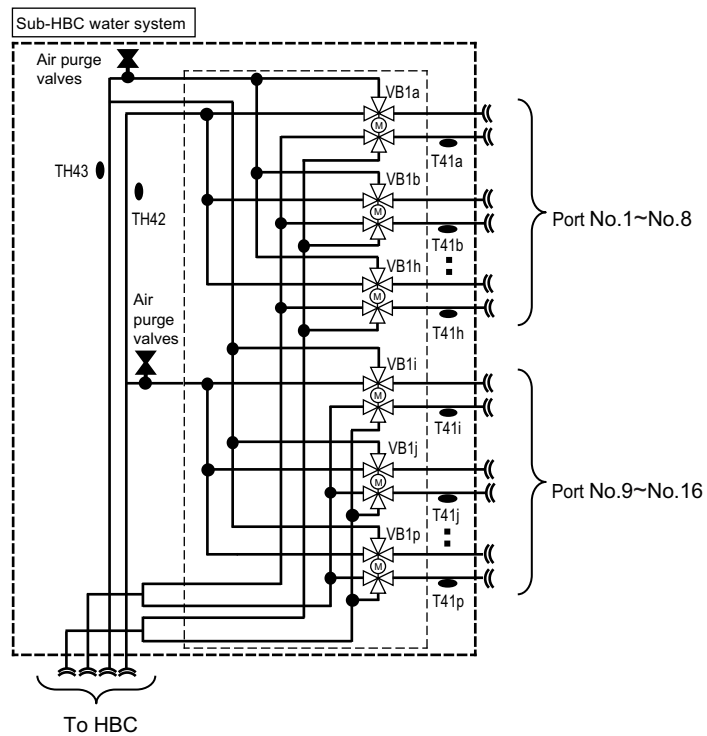 Sub-HBC water system
Air purge
valves
VB1a
M
T41a
TH43
TH42
VB1b
M
T41b
Port No.1~No.8
VB1h
M
T41h
Air
purge
valves
VB1i
M
T41i
VB1j
M
T41j
Port No.9~No.16
VB1p
M
T41p
To HBC